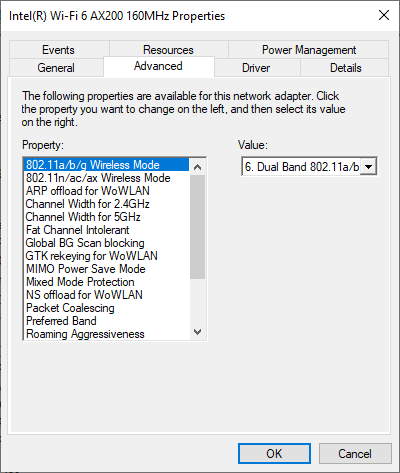 Intel(R) Wi-Fi 6 AX200 160MHz Properties
Events Resources Power Management
General Advanced Driver Details
The following properties are available for this network adapter. Click
the property you want to change on the left, and then select its value
on the right.
Property: Value:
802.11a/b/g Wireless Mode 6. Dual Band 802.11a/b
802.11n/ac/ax Wireless Mode
ARP offload for WoWLAN
Channel Width for 2.4GHz
Channel Width for 5GHz
Fat Channel Intolerant
Global BG Scan blocking
GTK rekeying for WoWLAN
MIMO Power Save Mode
Mixed Mode Protection
NS offload for WoWLAN
Packet Coalescing
Preferred Band
Roaming Aggressiveness
OK Cancel